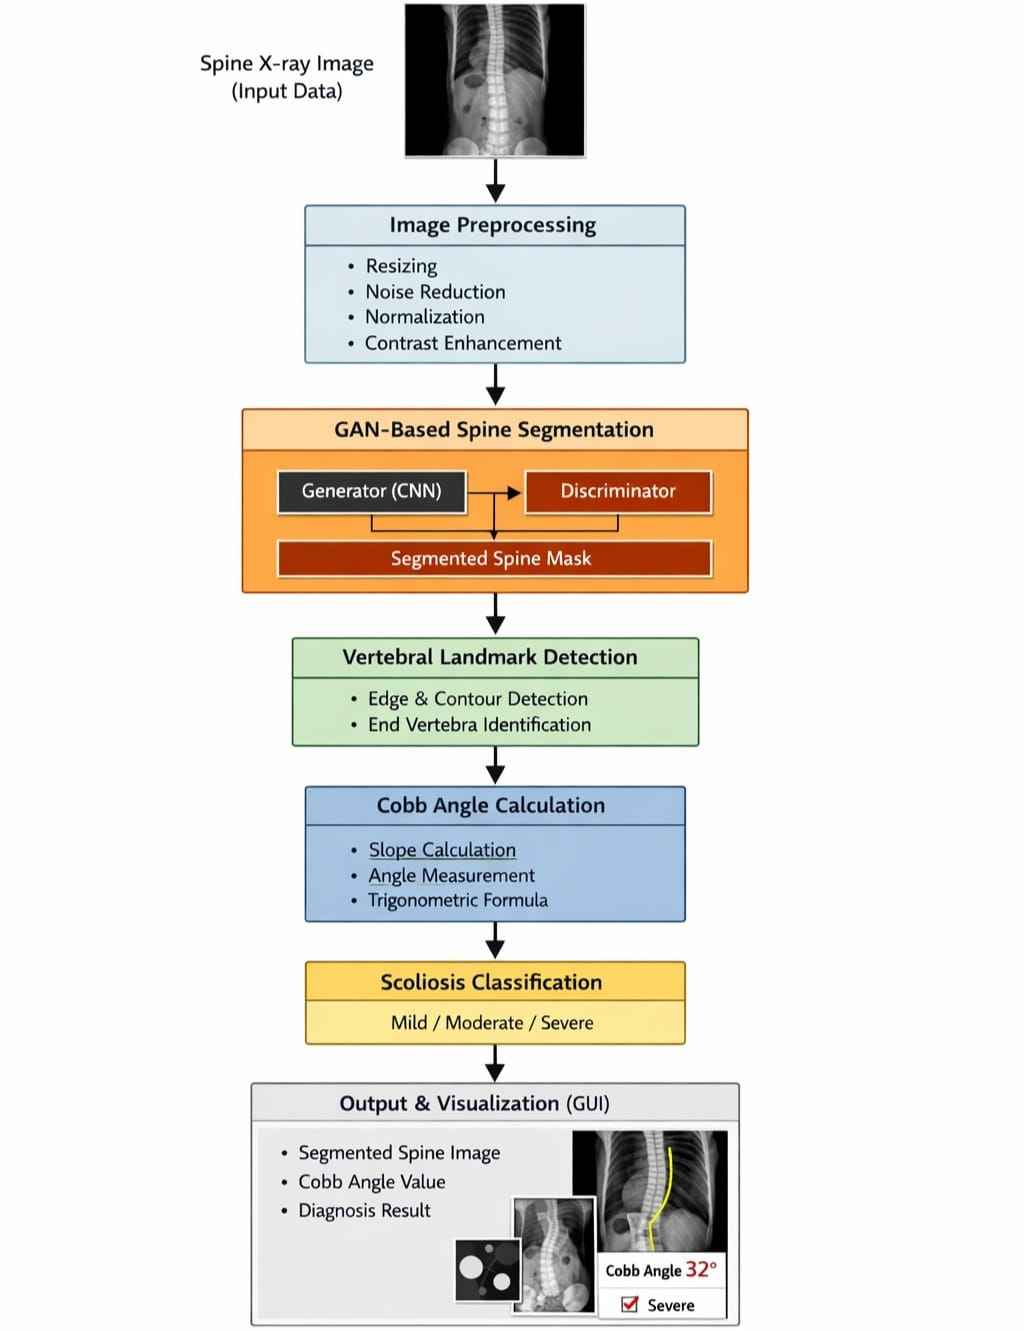 Spine X-ray Image
(Input Data)
Image Preprocessing
• Resizing
• Noise Reduction
• Normalization
• Contrast Enhancement
GAN-Based Spine Segmentation
Generator (CNN)
Discriminator
Segmented Spine Mask
Vertebral Landmark Detection
• Edge & Contour Detection
• End Vertebra Identification
Cobb Angle Calculation
• Slope Calculation
• Angle Measurement
• Trigonometric Formula
Scoliosis Classification
Mild / Moderate / Severe
Output & Visualization (GUI)
• Segmented Spine Image
• Cobb Angle Value
• Diagnosis Result
Cobb Angle 32°
Severe